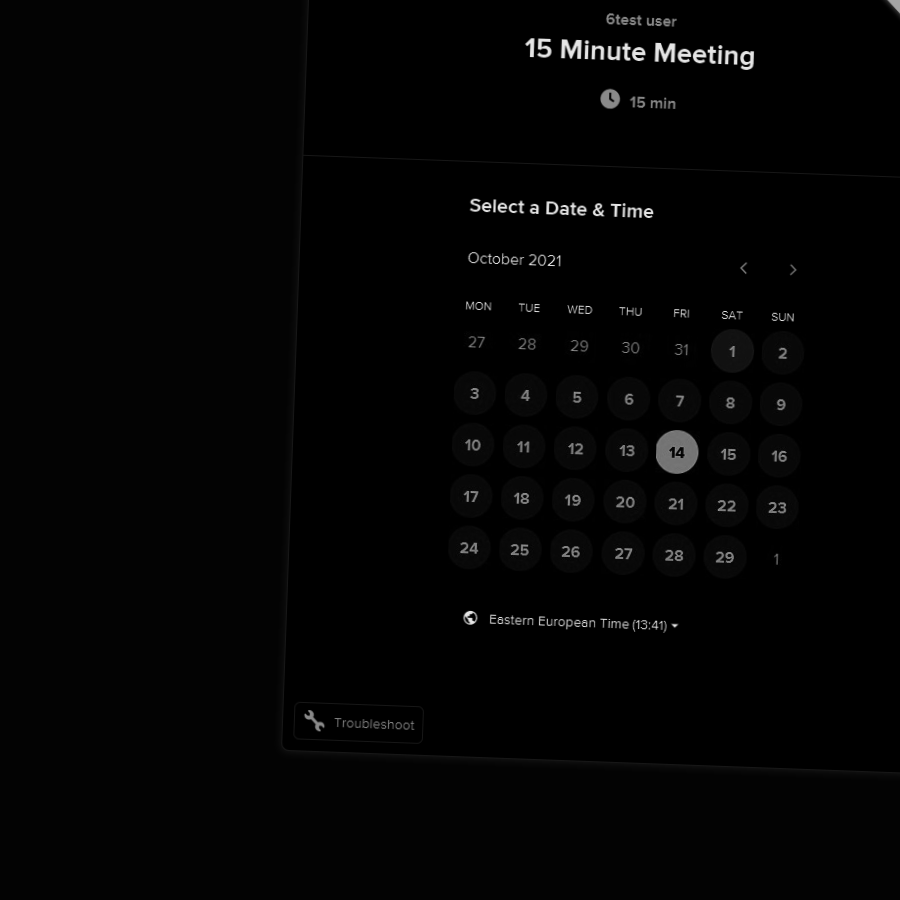 6test user
15 Minute Meeting
15 min
Select a Date & Time
October 2021
MON TUE WED THU FRI SAT SUN
27 28 29 30 31 1 2
3 4 5 6 7 8 9
10 11 12 13 14 15 16
17 18 19 20 21 22 23
24 25 26 27 28 29 1
Eastern European Time (13:41)
Troubleshoot